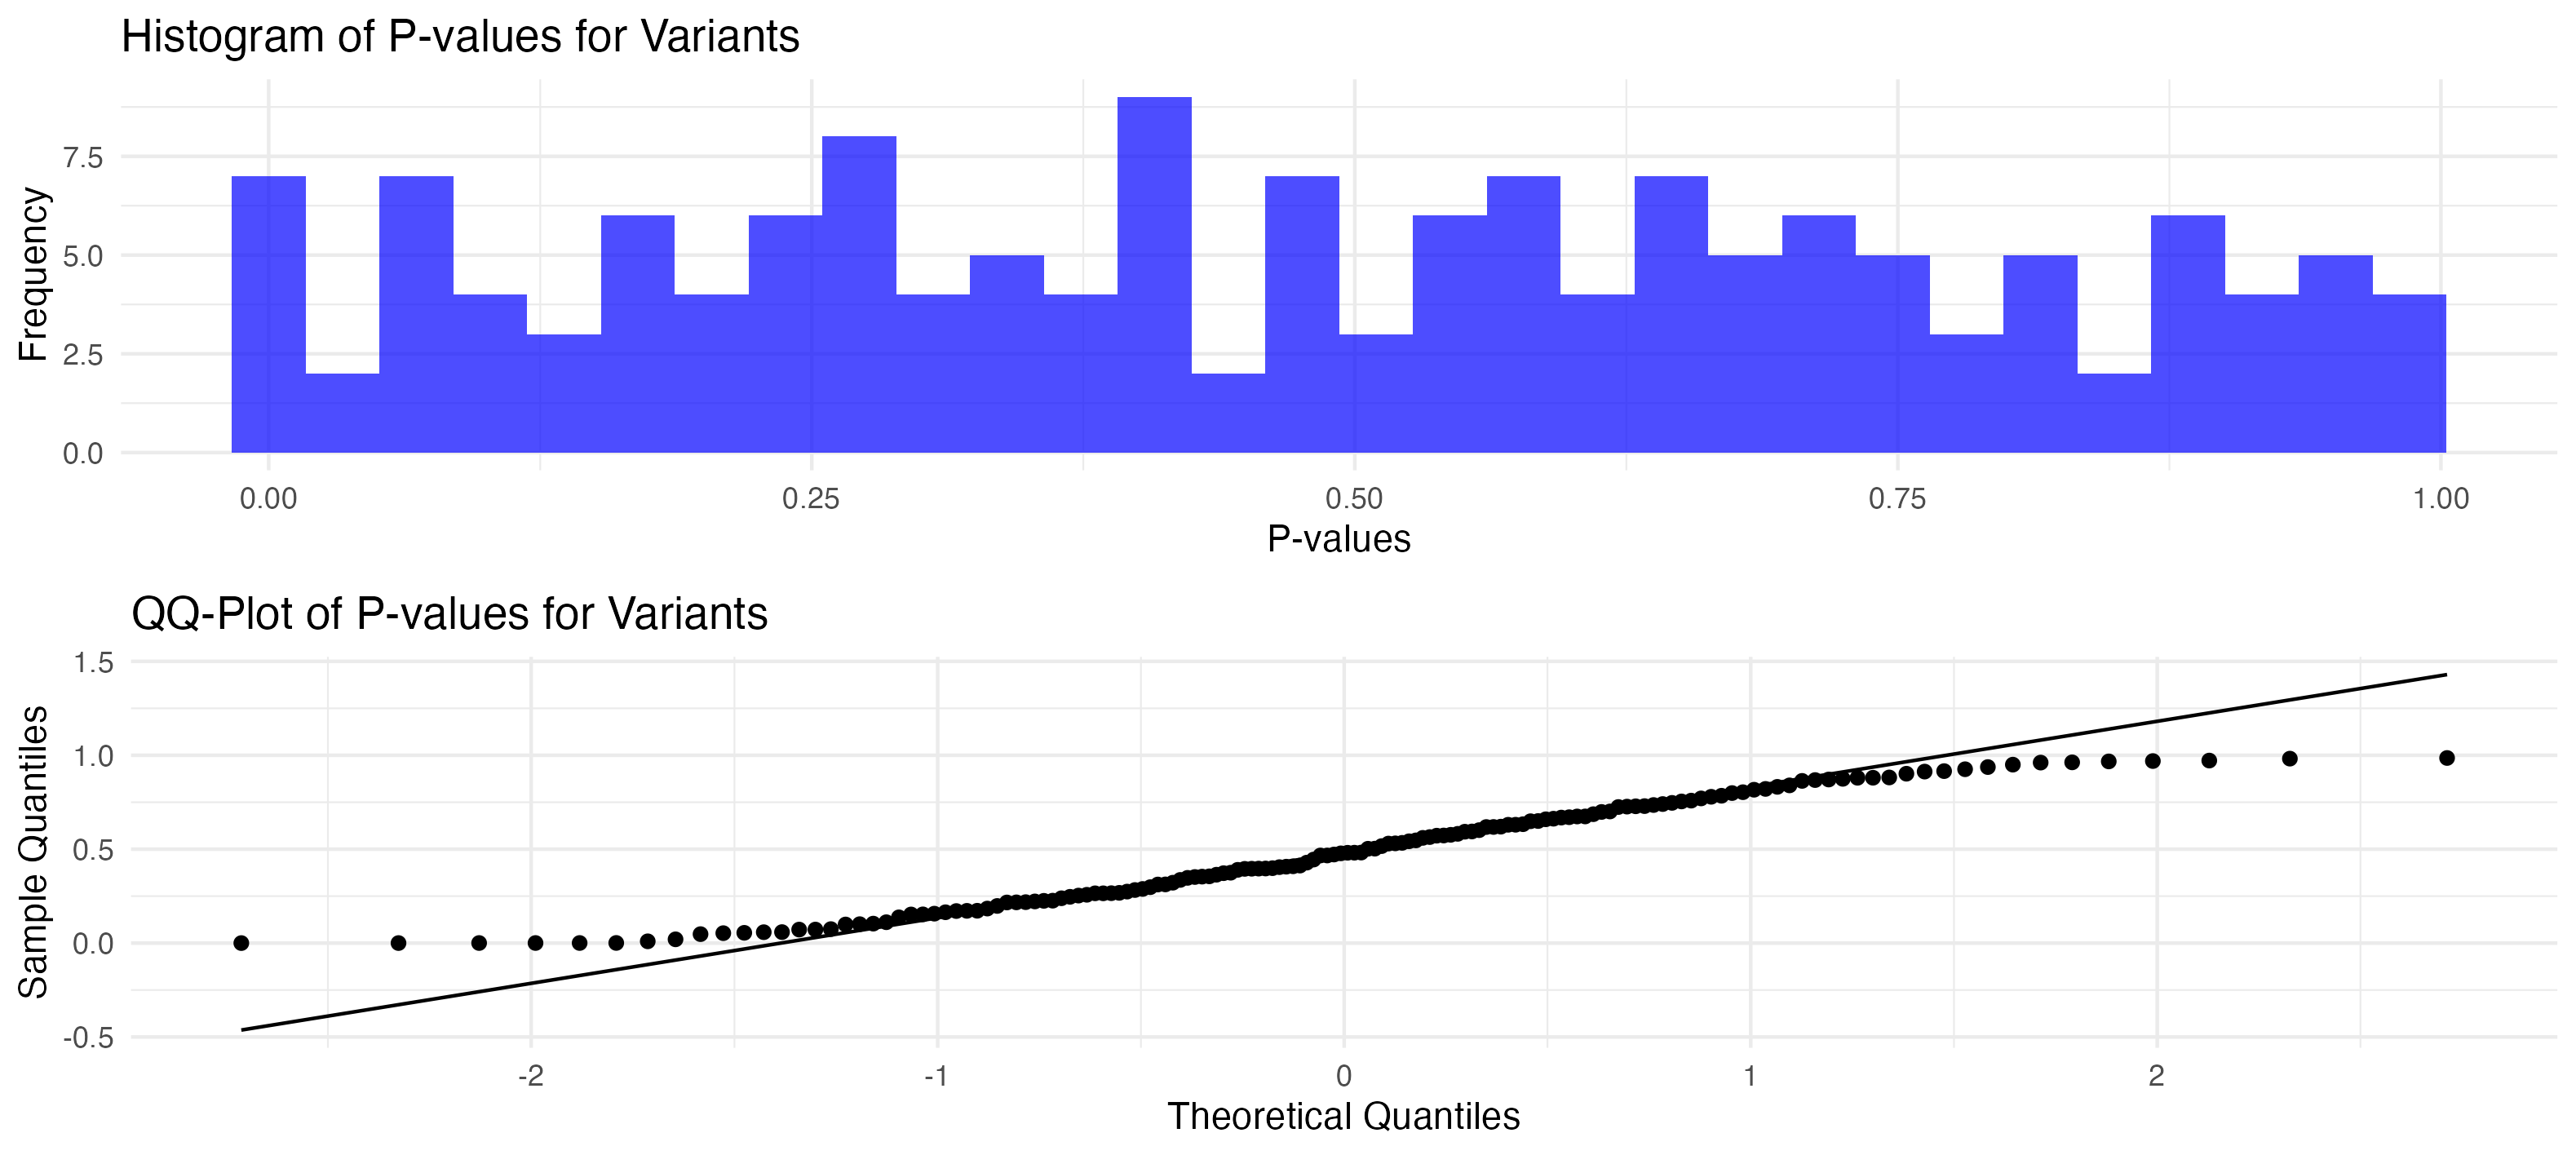 Histogram of P-values for Variants
Frequency
7.5
5.0
2.5
0.0
0.00 0.25 0.50 0.75 1.00
P-values
QQ-Plot of P-values for Variants
Sample Quantiles
1.5
1.0
0.5
0.0
-0.5
-2 -1 0 1 2
Theoretical Quantiles